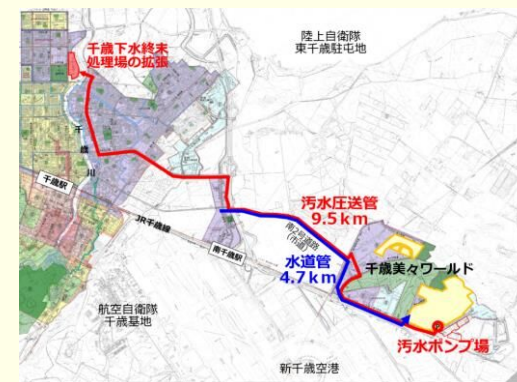 陸上自衛隊
東千歳駐屯地
千歳下水終末
処理場の拡張
千歳川
千歳駅
JR千歳線
南千歳駅
汚水圧送管
9.5km
南2号道路
(市道)
水道管
4.7km
千歳美々ワールド
航空自衛隊
千歳基地
汚水ポンプ場
新千歳空港